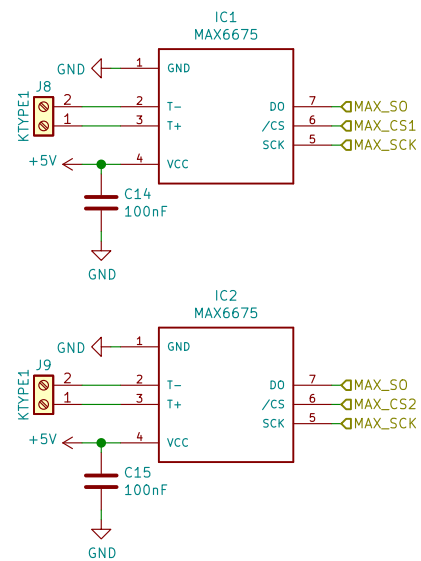 IC1
MAX6675
GND 1 GND
J8
KTYPE1
2 2 T- DO 7 MAX_SO
1 3 T+ /CS 6 MAX_CS1
SCK 5 MAX_SCK
+5V 4 VCC
C14
100nF
GND
IC2
MAX6675
GND 1 GND
J9
KTYPE1
2 2 T- DO 7 MAX_SO
1 3 T+ /CS 6 MAX_CS2
SCK 5 MAX_SCK
+5V 4 VCC
C15
100nF
GND